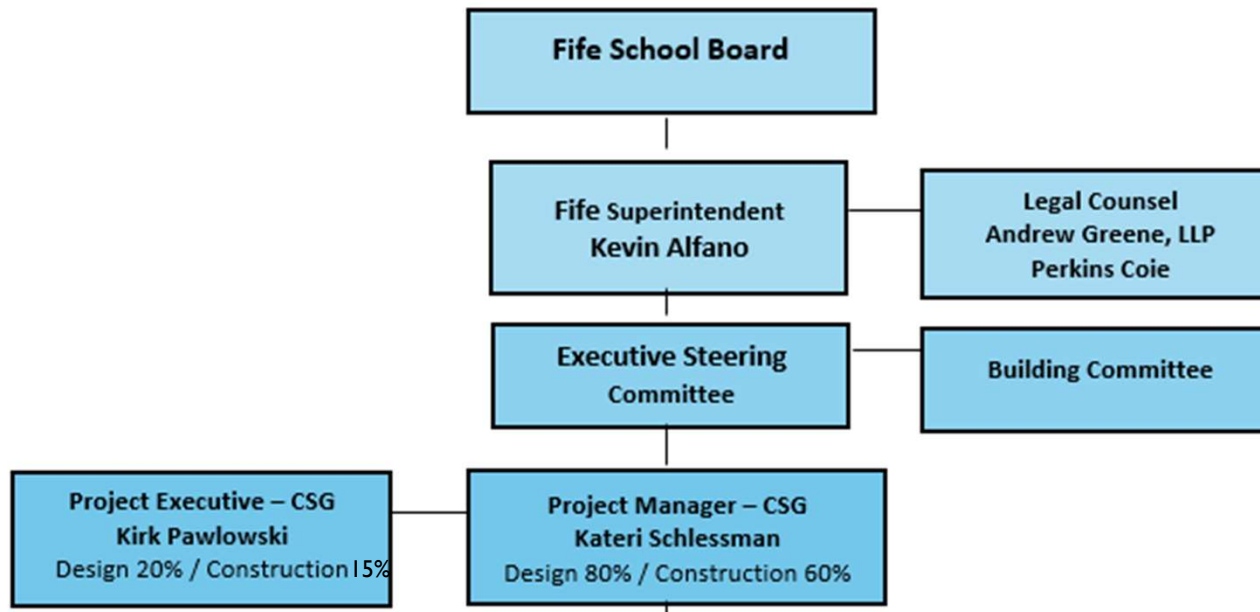 Fife School Board
Fife Superintendent
Kevin Alfano
Legal Counsel
Andrew Greene, LLP
Perkins Coie
Executive Steering
Committee
Building Committee
Project Executive – CSG
Kirk Pawlowski
Design 20% / Construction 15%
Project Manager – CSG
Kateri Schlessman
Design 80% / Construction 60%